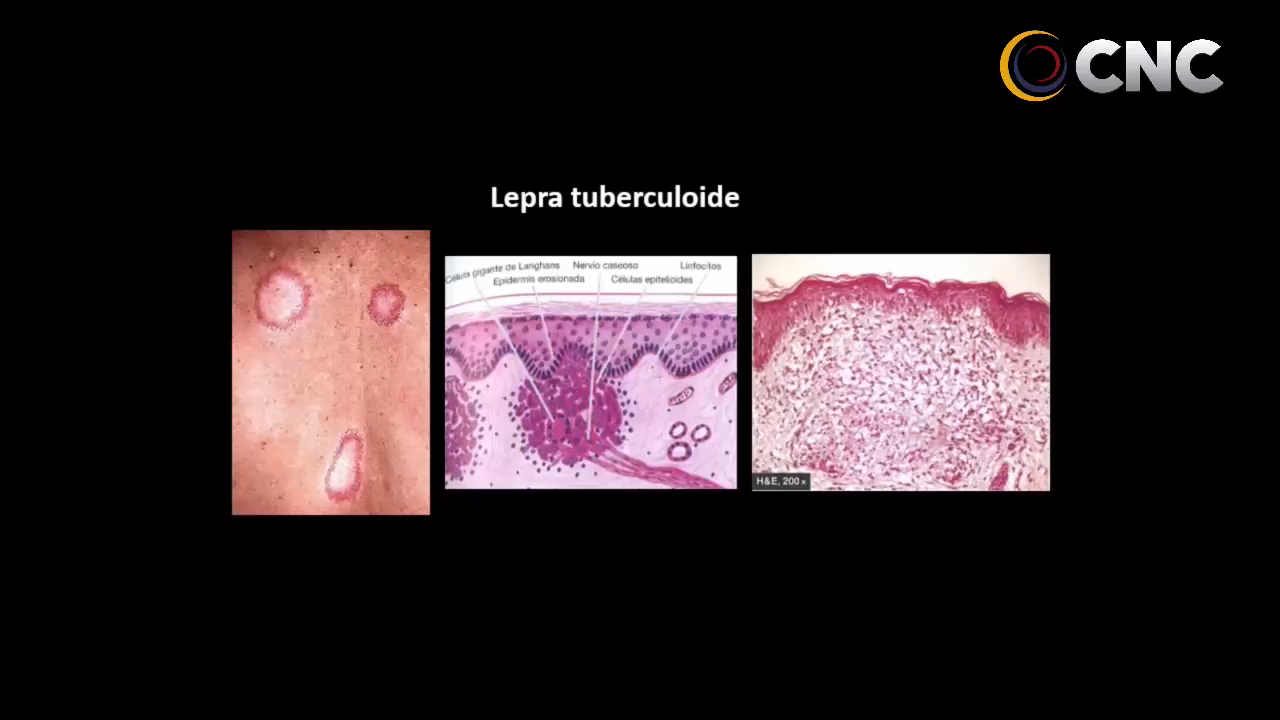 CNC
Lepra tuberculoide
Célula gigante de Langhans Nervio caseoso Linfocitos
Epidermis erosionada Células epitelioides
H&E, 200 x